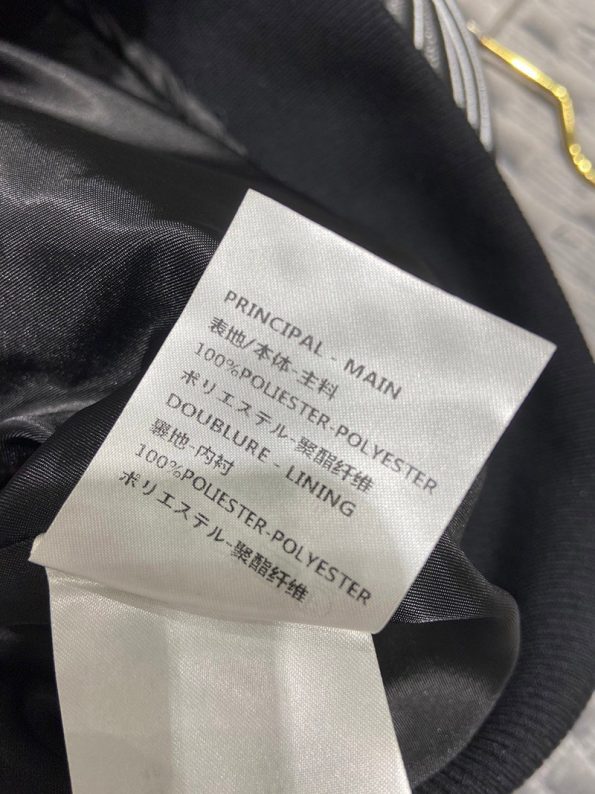 PRINCIPAL - MAIN
表地/本体-主料
100%POLIESTER-POLYESTER
ポリエステル-聚酯纤维
DOUBLURE - LINING
裏地-内衬
100%POLIESTER-POLYESTER
ポリエステル-聚酯纤维